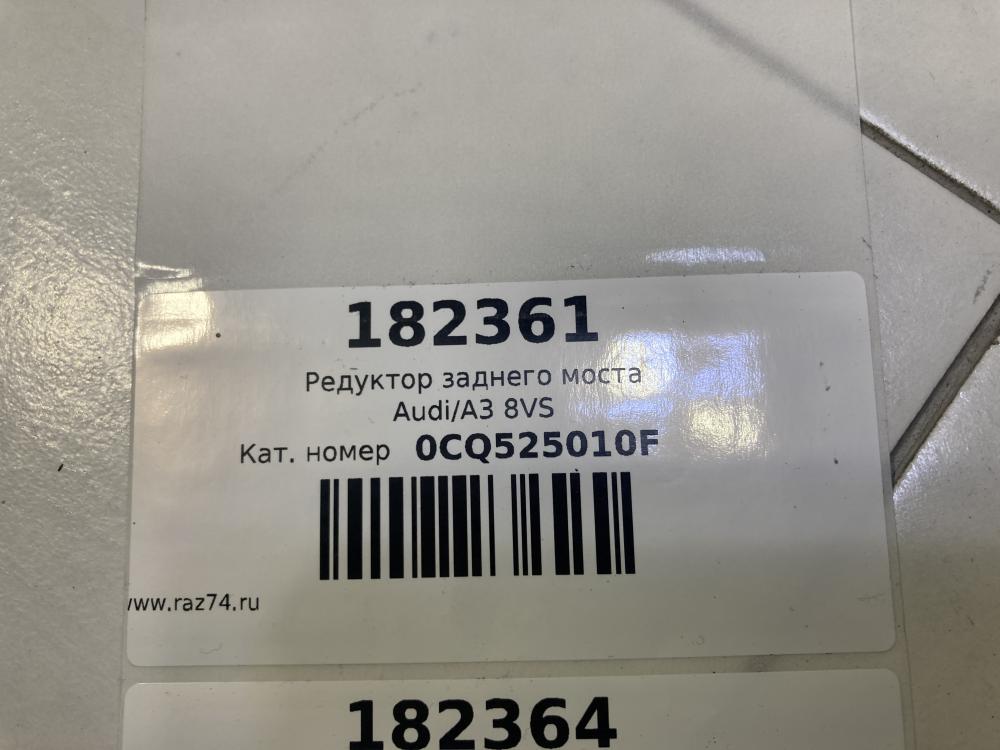 182361
Редуктор заднего моста
Audi/A3 8VS
Кат. номер 0CQ525010F
www.raz74.ru
182364